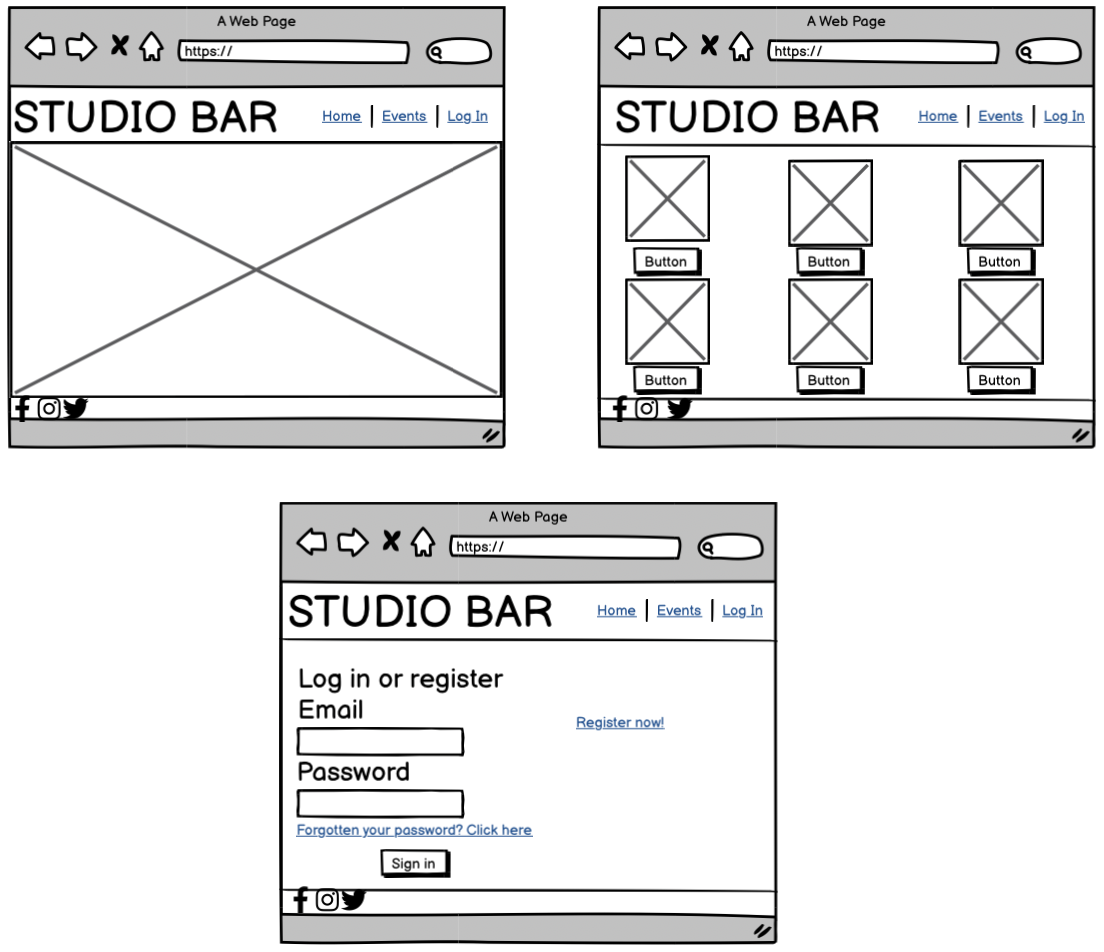 A Web Page
https://
STUDIO BAR
Home
Events
Log In
A Web Page
https://
STUDIO BAR
Home
Events
Log In
Button
Button
Button
Button
Button
Button
A Web Page
https://
STUDIO BAR
Home
Events
Log In
Log in or register
Email
Register now!
Password
Forgotten your password? Click here
Sign in